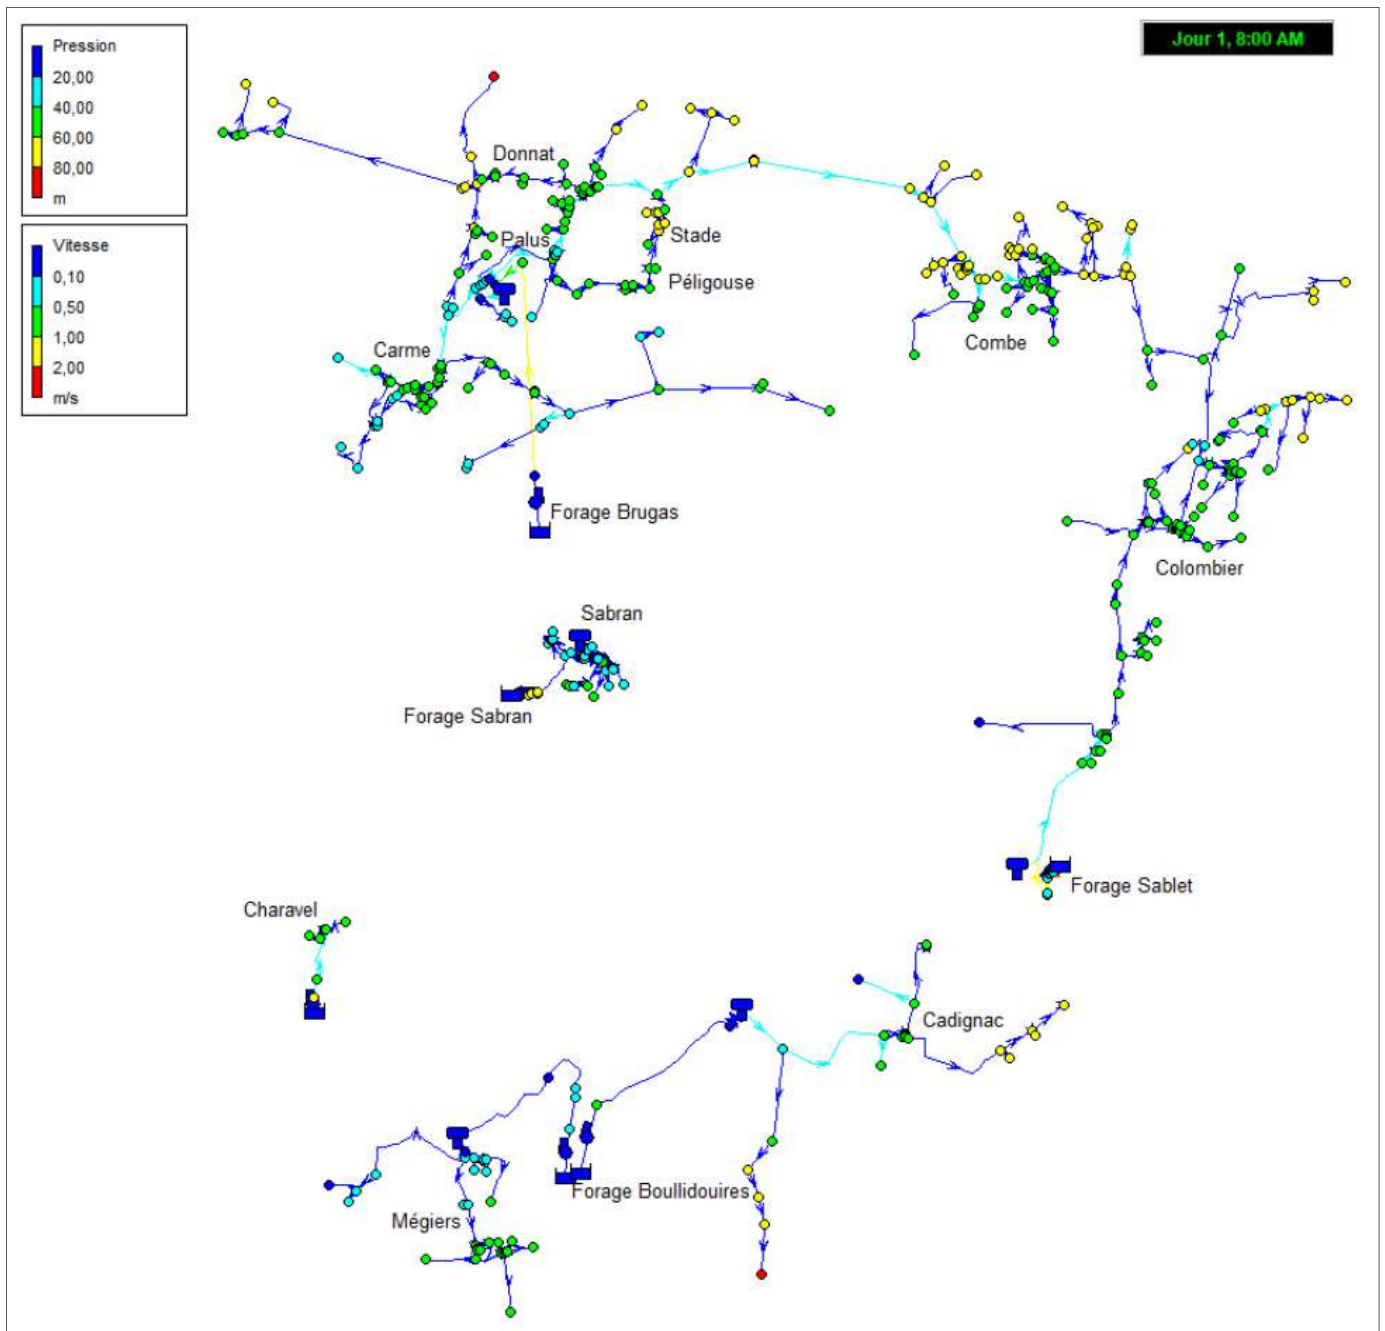 Jour 1, 8:00 AM
Pression
20,00
40,00
60,00
80,00
m
Vitesse
0,10
0,50
1,00
2,00
m/s
Donnat
Palus
Stade
Péligouse
Carme
Combe
Forage Brugas
Colombier
Sabran
Forage Sabran
Forage Sablet
Charavel
Cadignac
Forage Boullidouires
Mégiers